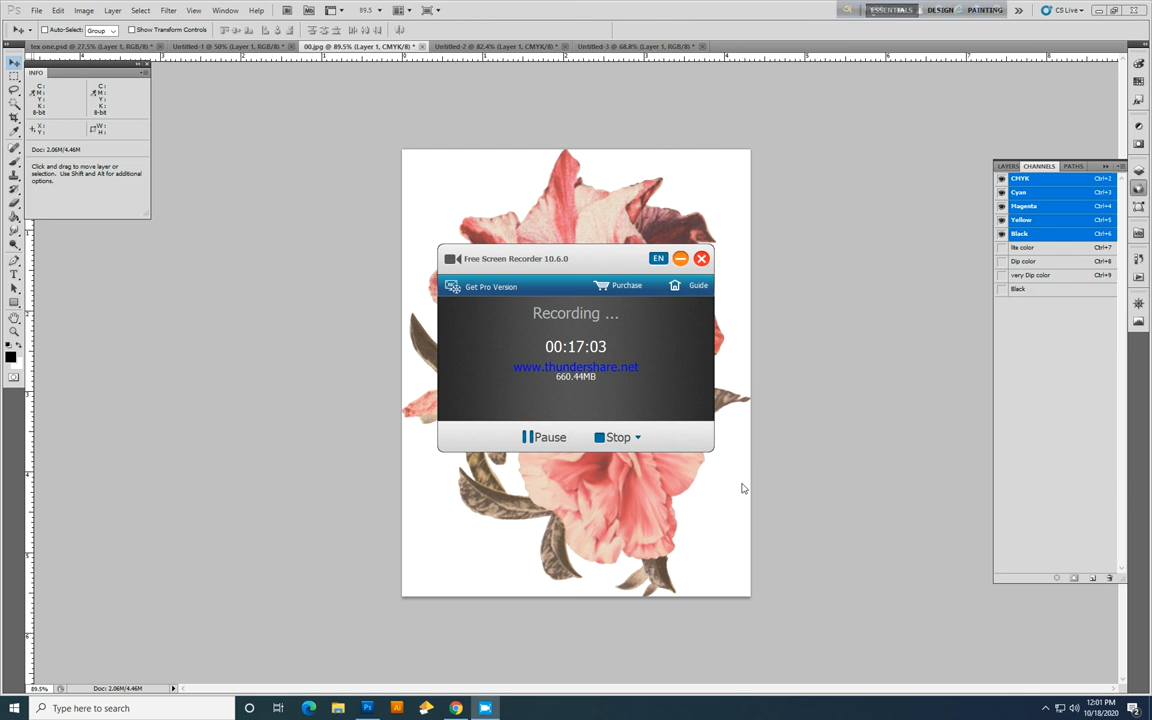 Ps File Edit Image Layer Select Filter Analysis 3D View Window Help Br Mb 89.5 ESSENTIALS DESIGN PAINTING CS Live
Auto-Select: Group Show Transform Controls
tex one.psd @ 27.5% (Layer 1, RGB/8) * Untitled-1 @ 50% (Layer 1, RGB/8) * 00.jpg @ 89.5% (Layer 1, CMYK/8) * Untitled-2 @ 82.4% (Layer 1, CMYK/8) * Untitled-3 @ 68.8% (Layer 1, RGB/8) *
INFO
C: C:
M: M:
Y: Y:
K: K:
8-bit 8-bit
X: W:
Y: H:
Doc: 2.06M/4.46M
Click and drag to move layer or
selection. Use Shift and Alt for additional
options.
LAYERS CHANNELS PATHS
CMYK Ctrl+2
Cyan Ctrl+3
Magenta Ctrl+4
Yellow Ctrl+5
Black Ctrl+6
lite color Ctrl+7
Dip color Ctrl+8
very Dip color Ctrl+9
Black
Free Screen Recorder 10.6.0 EN
Get Pro Version Purchase Guide
Recording ...
00:17:03
www.thundershare.net
660.44MB
Pause Stop
89.5% Doc: 2.06M/4.46M
Type here to search
12:01 PM
10/18/2020